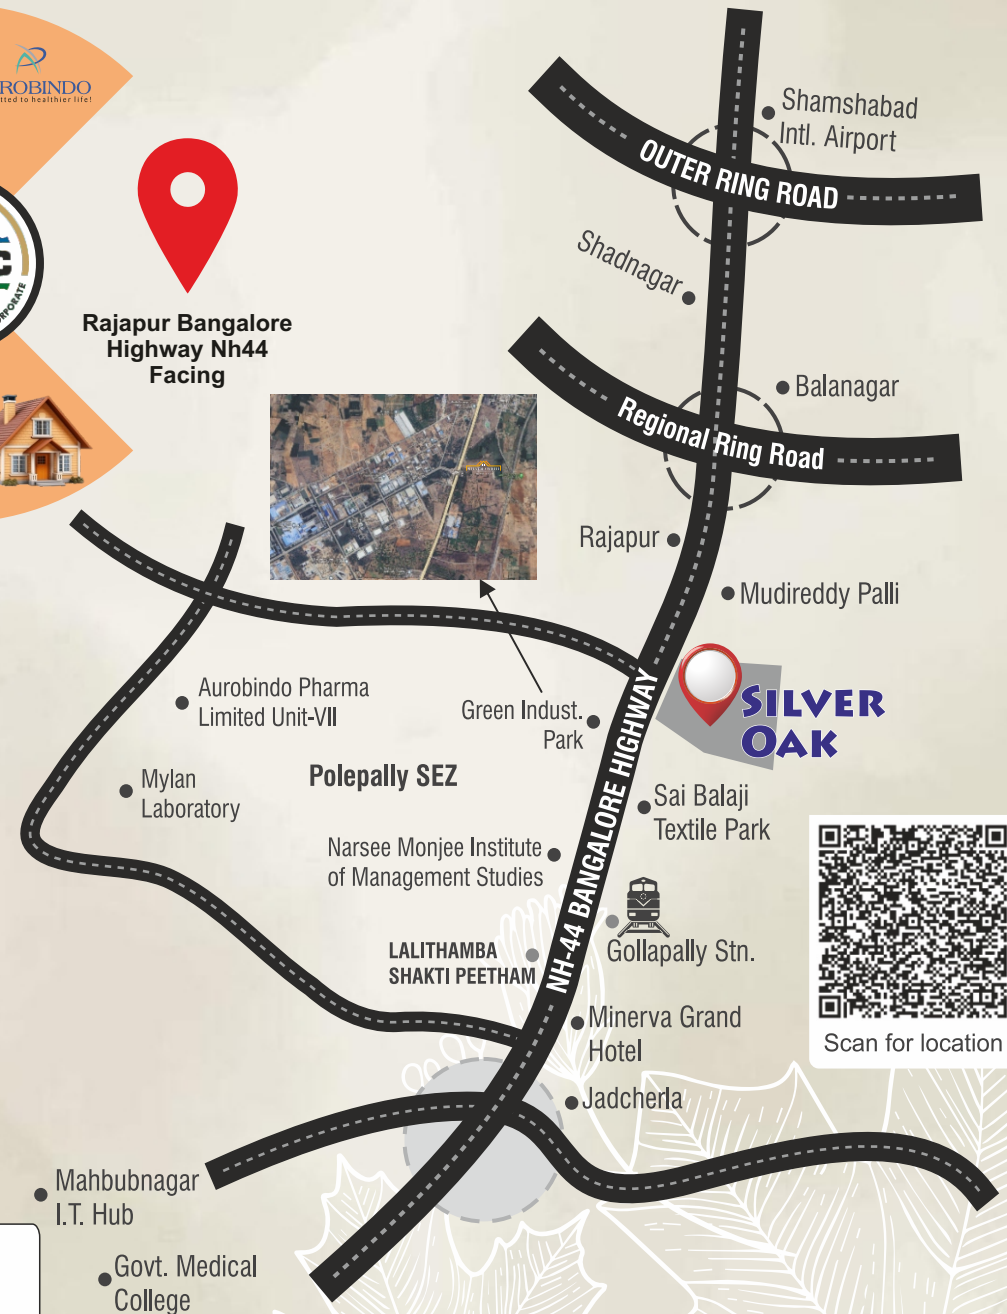 ROBINDO
tted to healthier life!
Shamshabad
Intl. Airport
OUTER RING ROAD
Shadnagar
C
RPORATE
Rajapur Bangalore
Highway Nh44
Facing
Balanagar
Regional Ring Road
Rajapur
Mudireddy Palli
Aurobindo Pharma
Limited Unit-VII
Green Indust.
Park
SILVER
OAK
NH-44 BANGALORE HIGHWAY
Mylan
Laboratory
Polepally SEZ
Sai Balaji
Textile Park
Narsee Monjee Institute
of Management Studies
LALITHAMBA
SHAKTI PEETHAM
Gollapally Stn.
Minerva Grand
Hotel
Scan for location
Jadcherla
Mahbubnagar
I.T. Hub
Govt. Medical
College